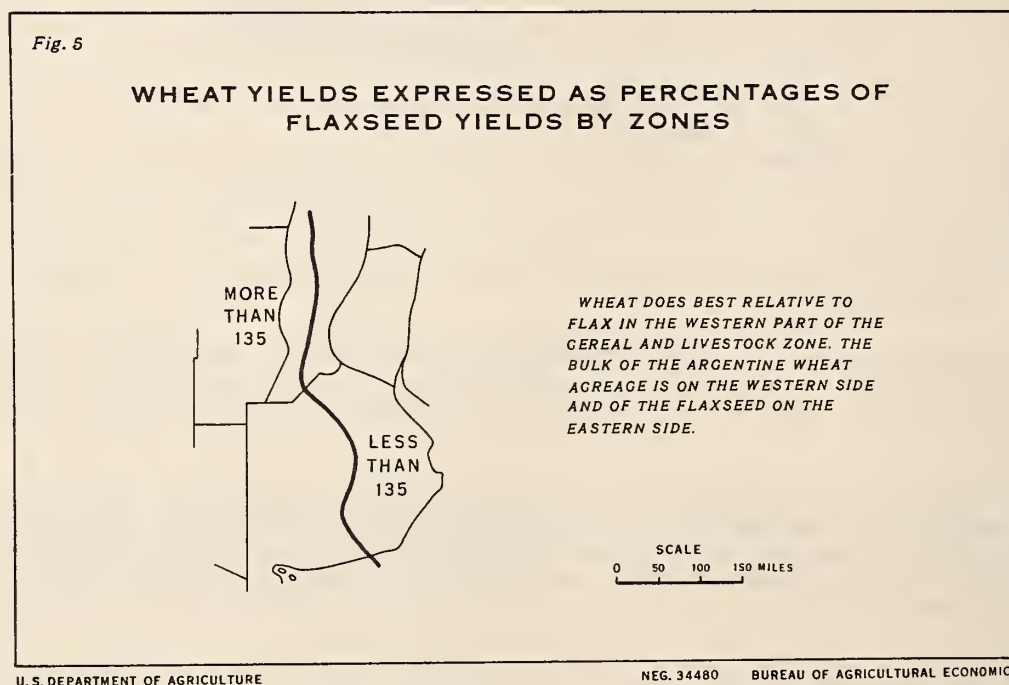 Fig. 5
WHEAT YIELDS EXPRESSED AS PERCENTAGES OF
FLAXSEED YIELDS BY ZONES
MORE
THAN
135
LESS
THAN
135
WHEAT DOES BEST RELATIVE TO
FLAX IN THE WESTERN PART OF THE
CEREAL AND LIVESTOCK ZONE. THE
BULK OF THE ARGENTINE WHEAT
ACREAGE IS ON THE WESTERN SIDE
AND OF THE FLAXSEED ON THE
EASTERN SIDE.
SCALE
0 50 100 150 MILES
U. S. DEPARTMENT OF AGRICULTURE NEG. 34480 BUREAU OF AGRICULTURAL ECONOMIC